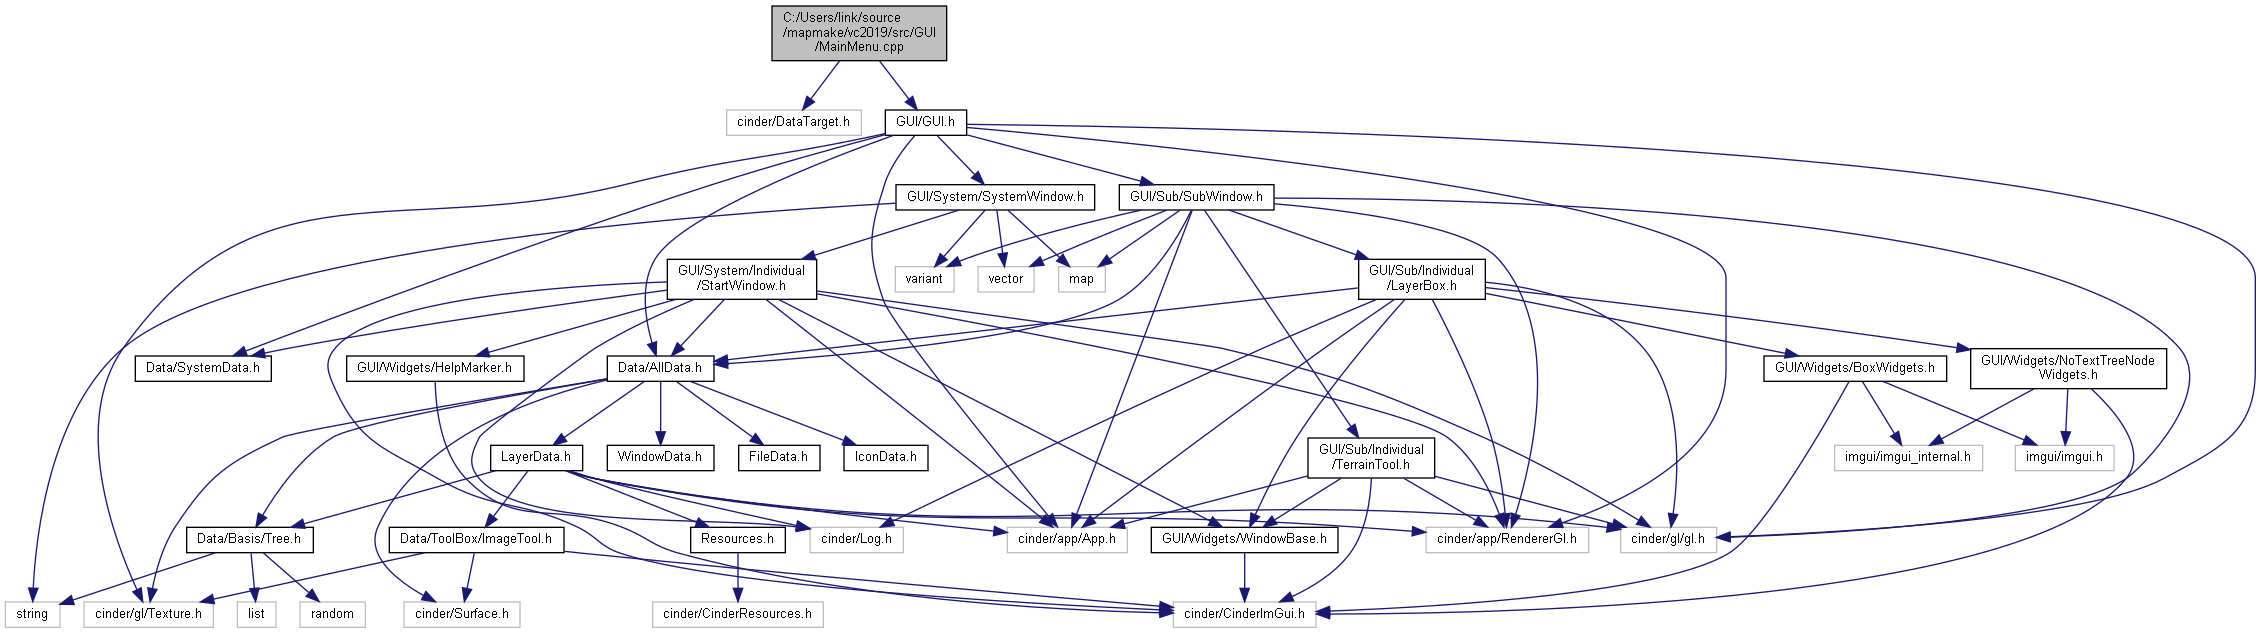 C:/Users/link/source
/mapmake/vc2019/src/GUI
/MainMenu.cpp
cinder/DataTarget.h
GUI/GUI.h
GUI/System/SystemWindow.h
GUI/Sub/SubWindow.h
GUI/System/Individual
/StartWindow.h
variant
vector
map
GUI/Sub/Individual
/LayerBox.h
Data/SystemData.h
GUI/Widgets/HelpMarker.h
Data/AllData.h
GUI/Widgets/BoxWidgets.h
GUI/Widgets/NoTextTreeNode
Widgets.h
LayerData.h
WindowData.h
FileData.h
IconData.h
GUI/Sub/Individual
/TerrainTool.h
imgui/imgui_internal.h
imgui/imgui.h
Data/Basis/Tree.h
Data/ToolBox/ImageTool.h
Resources.h
cinder/Log.h
cinder/app/App.h
GUI/Widgets/WindowBase.h
cinder/app/RendererGl.h
cinder/gl/gl.h
string
cinder/gl/Texture.h
list
random
cinder/Surface.h
cinder/CinderResources.h
cinder/CinderImGui.h